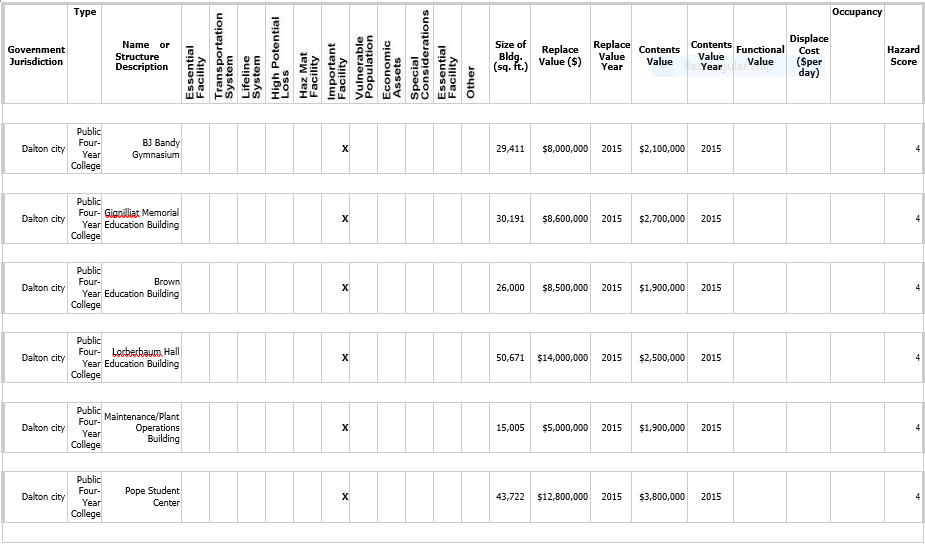 Government Jurisdiction | Type | Name or Structure Description | Essential Facility | Transportation System | Lifeline System | High Potential Loss | Haz Mat Facility | Important Facility | Vulnerable Population | Economic Assets | Special Considerations | Essential Facility | Other | Size of Bldg. (sq. ft.) | Replace Value ($) | Replace Value Year | Contents Value | Contents Value Year | Functional Value | Displace Cost ($per day) | Occupancy | Hazard Score
Dalton city | Public Four-Year College | BJ Bandy Gymnasium | X | 29,411 | $8,000,000 | 2015 | $2,100,000 | 2015 | 4
Dalton city | Public Four-Year College | Gignilliat Memorial Education Building | X | 30,191 | $8,600,000 | 2015 | $2,700,000 | 2015 | 4
Dalton city | Public Four-Year College | Brown Education Building | X | 26,000 | $8,500,000 | 2015 | $1,900,000 | 2015 | 4
Dalton city | Public Four-Year College | Lorberbaum Hall Education Building | X | 50,671 | $14,000,000 | 2015 | $2,500,000 | 2015 | 4
Dalton city | Public Four-Year College | Maintenance/Plant Operations Building | X | 15,005 | $5,000,000 | 2015 | $1,900,000 | 2015 | 4
Dalton city | Public Four-Year College | Pope Student Center | X | 43,722 | $12,800,000 | 2015 | $3,800,000 | 2015 | 4